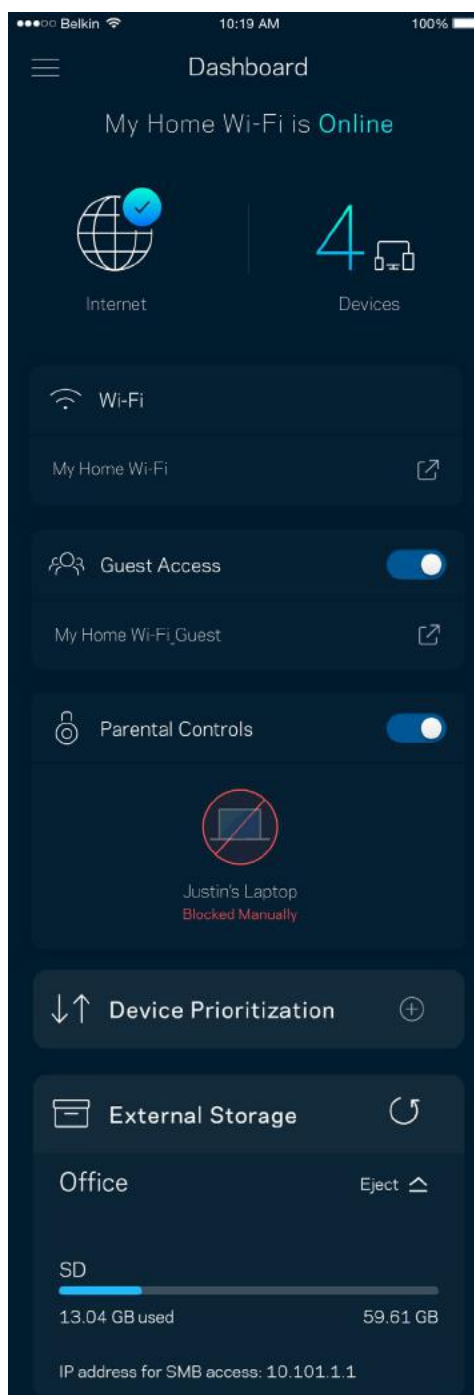 Belkin 10:19 AM 100%
Dashboard
My Home Wi-Fi is Online
4
Internet Devices
Wi-Fi
My Home Wi-Fi
Guest Access
My Home Wi-Fi_Guest
Parental Controls
Justin's Laptop
Blocked Manually
Device Prioritization
External Storage
Office Eject
SD
13.04 GB used 59.61 GB
IP address for SMB access: 10.101.1.1